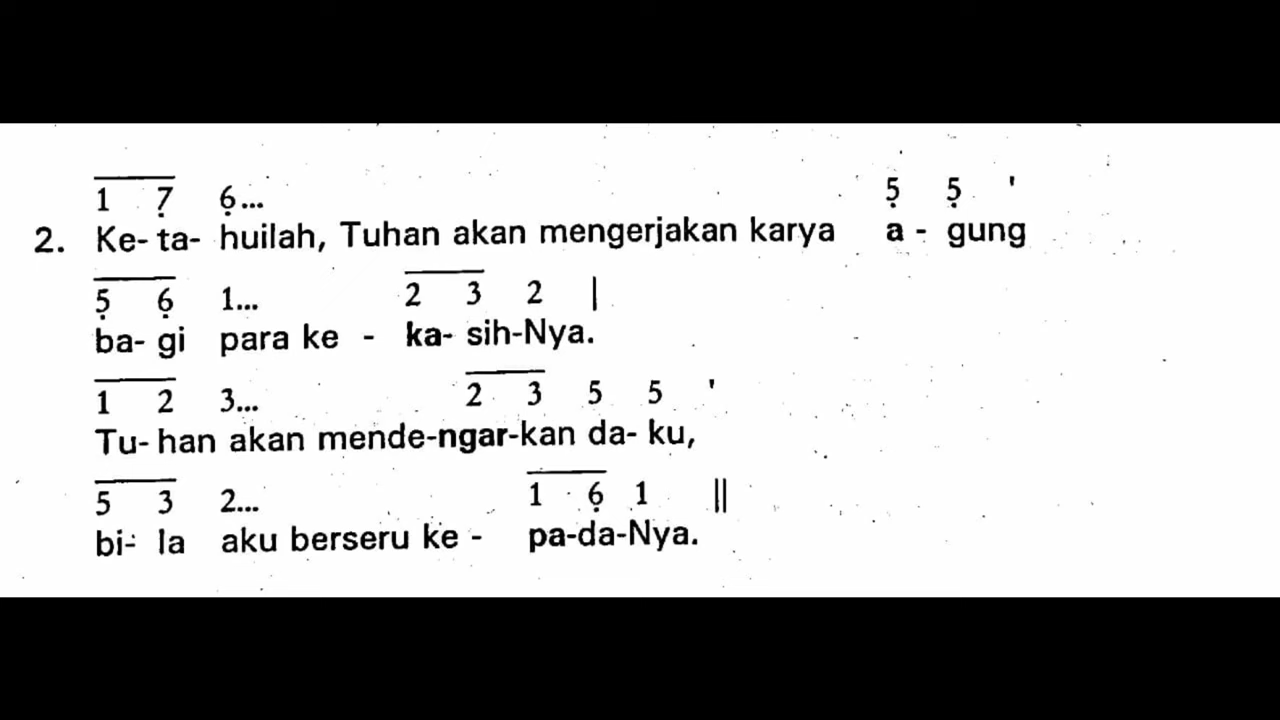 1 7̣ 6̣... 5̣ 5̣ '
2. Ke- ta- huilah, Tuhan akan mengerjakan karya a - gung
5̣ 6̣ 1... 2 3 2 |
ba- gi para ke - ka- sih-Nya.
1 2 3... 2 3 5 5 '
Tu- han akan mende-ngar-kan da- ku,
5 3 2... 1 6̣ 1 ||
bi- la aku berseru ke - pa-da-Nya.